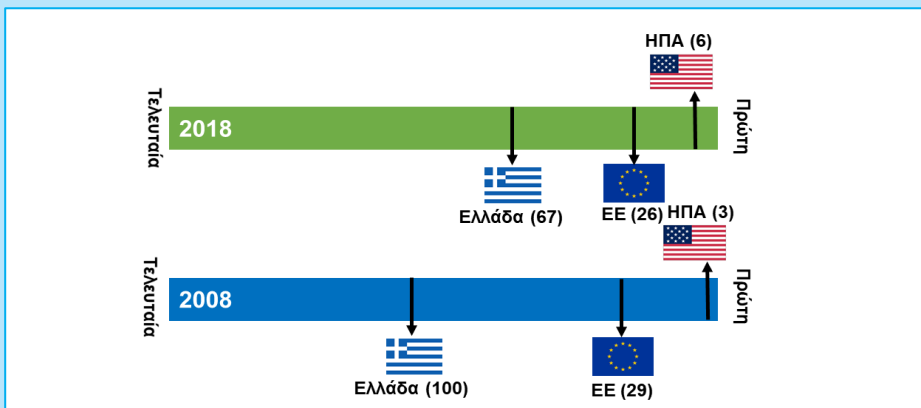 ΗΠΑ (6)
Τελευταία
2018
Πρώτη
Ελλάδα (67)
ΕΕ (26)
ΗΠΑ (3)
Τελευταία
2008
Πρώτη
Ελλάδα (100)
ΕΕ (29)